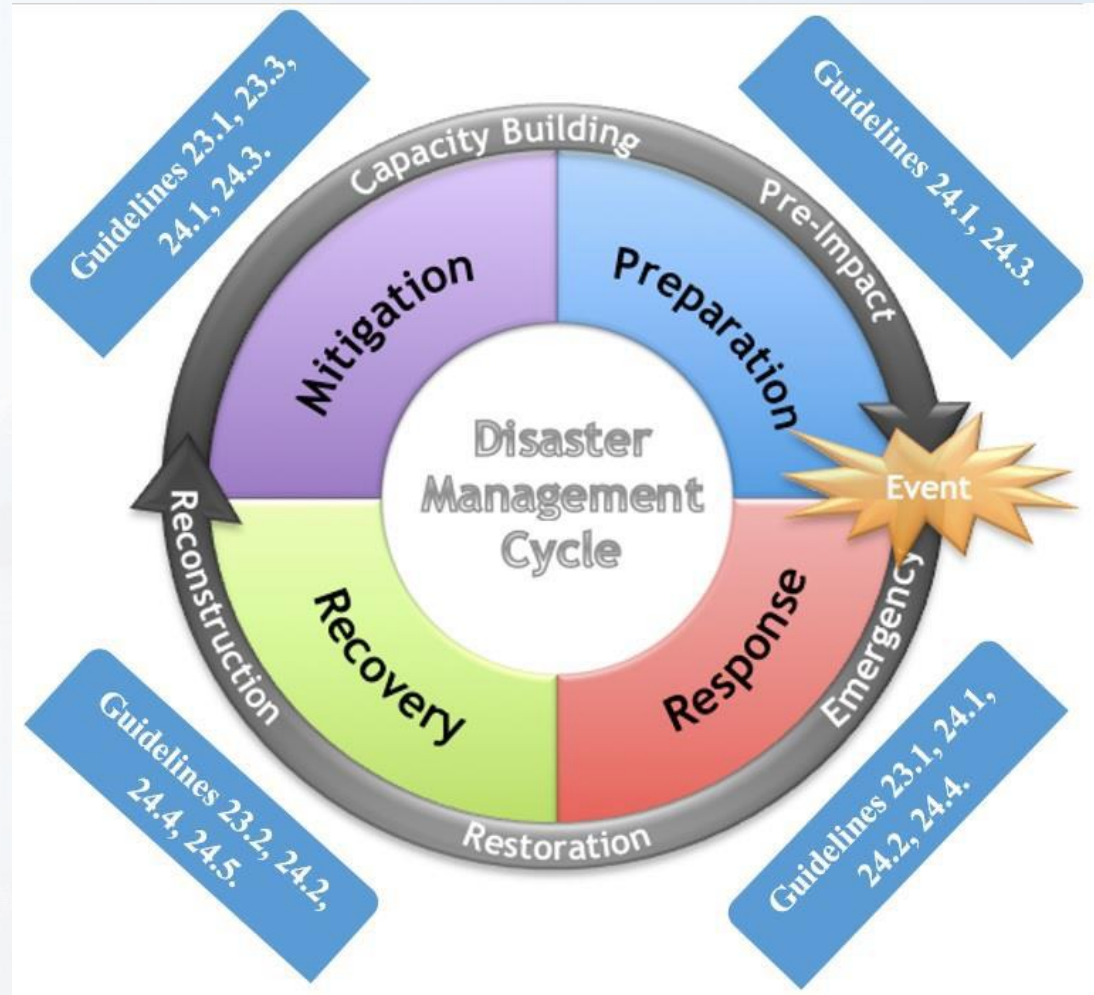 Guidelines 23.1, 23.3,
24.1, 24.3.
Guidelines 24.1, 24.3.
Capacity Building
Pre-Impact
Mitigation
Preparation
Disaster
Management
Cycle
Event
Reconstruction
Recovery
Response
Emergency
Restoration
Guidelines 23.2, 24.2,
24.4, 24.5.
Guidelines 23.1, 24.1,
24.2, 24.4.